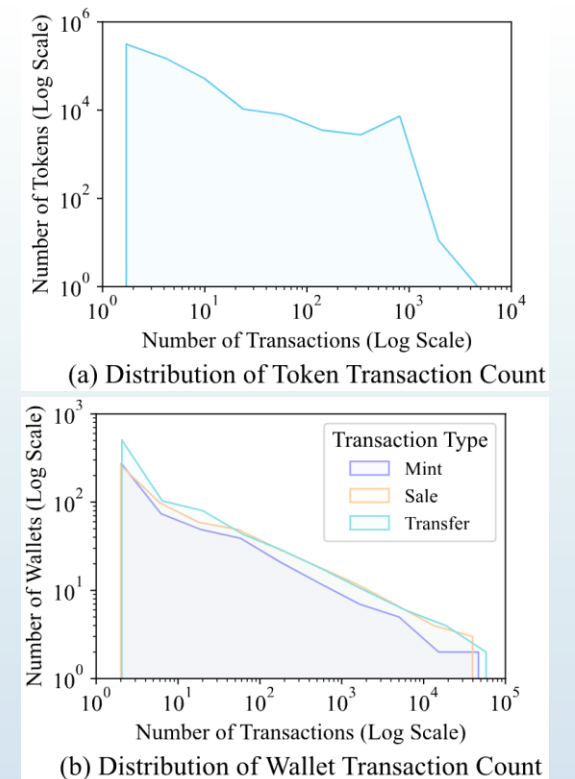 10^6
10^4
10^2
10^0
Number of Tokens (Log Scale)
10^0 10^1 10^2 10^3 10^4
Number of Transactions (Log Scale)
(a) Distribution of Token Transaction Count
10^3
10^2
10^1
10^0
Number of Wallets (Log Scale)
Transaction Type
Mint
Sale
Transfer
10^0 10^1 10^2 10^3 10^4 10^5
Number of Transactions (Log Scale)
(b) Distribution of Wallet Transaction Count